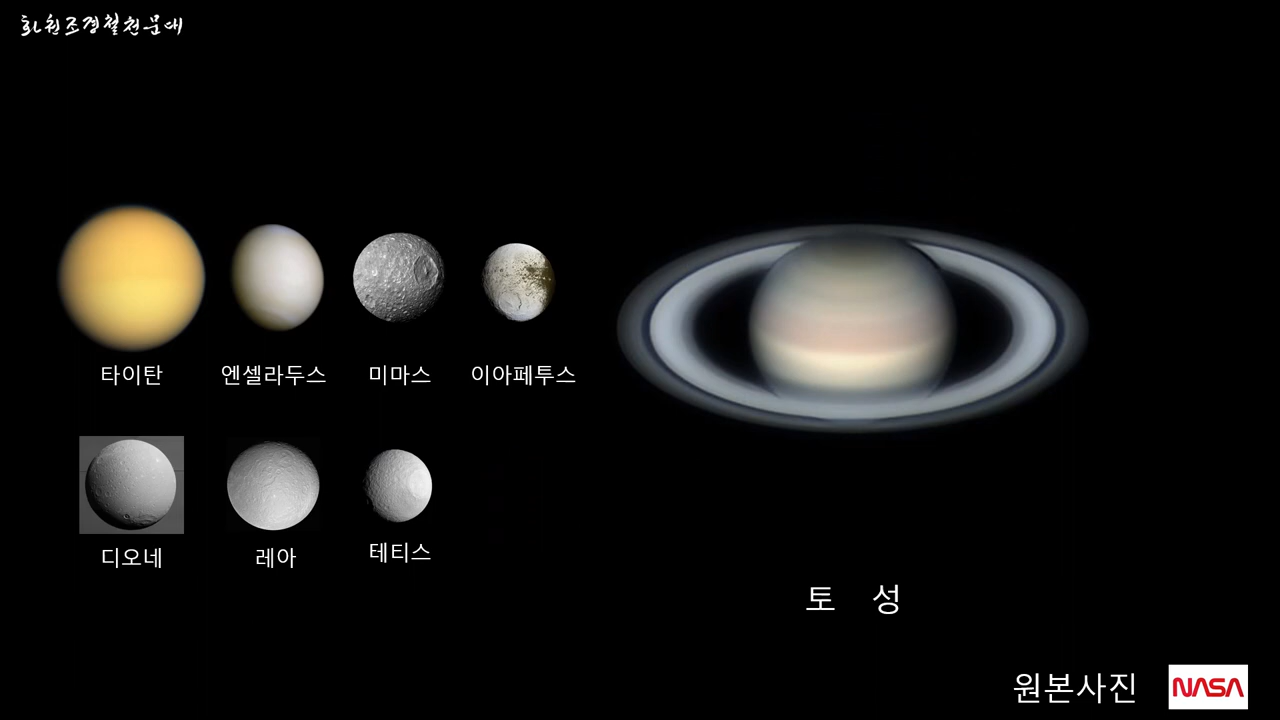 화천조경철천문대
타이탄 엔셀라두스 미마스 이아페투스
디오네 레아 테티스
토 성
원본사진 NASA